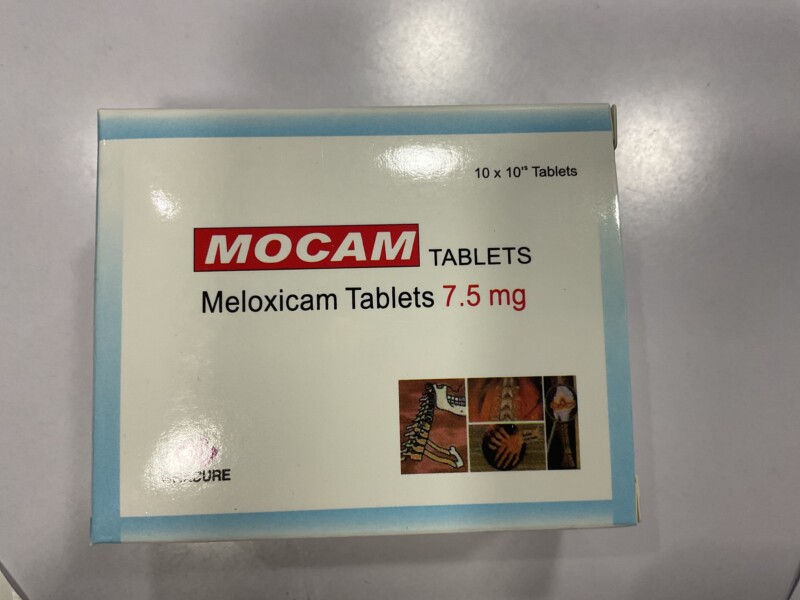 10 x 10's Tablets
MOCAM TABLETS
Meloxicam Tablets 7.5 mg